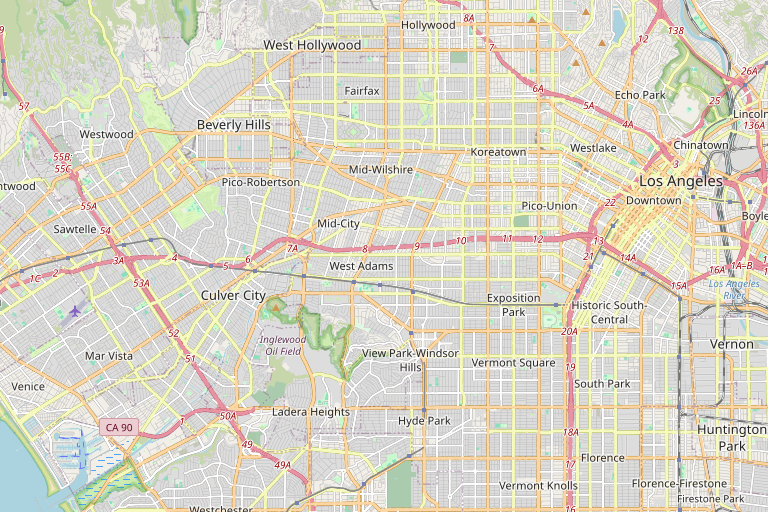 8A
Hollywood
7
138
12
West Hollywood
26A
57
Fairfax
6A
5A
Echo Park
25
Lincoln
4A
136A
Beverly Hills
Westwood
Chinatown
Westlake
Koreatown
3
55B;
55C
Mid-Wilshire
Los Angeles
Pico-Robertson
ntwood
Downtown
22
55A
Pico-Union
Boyle
Mid-City
Sawtelle
54
13
3A
7A
8
9
10
11
12
4
5
6
21
14A
1C
2
West Adams
16A
1A–B
53A
15A
Los Angeles
River
Culver City
Exposition
Park
Historic South-
Central
52
20A
Inglewood
Oil Field
Vernon
Mar Vista
51
View Park-Windsor
Hills
Vermont Square
19
Venice
South Park
50A
Ladera Heights
1
CA 90
Hyde Park
18A
Huntington
Park
49
49A
Florence
17
Westchester
Vermont Knolls
Florence-Firestone
Firestone Park